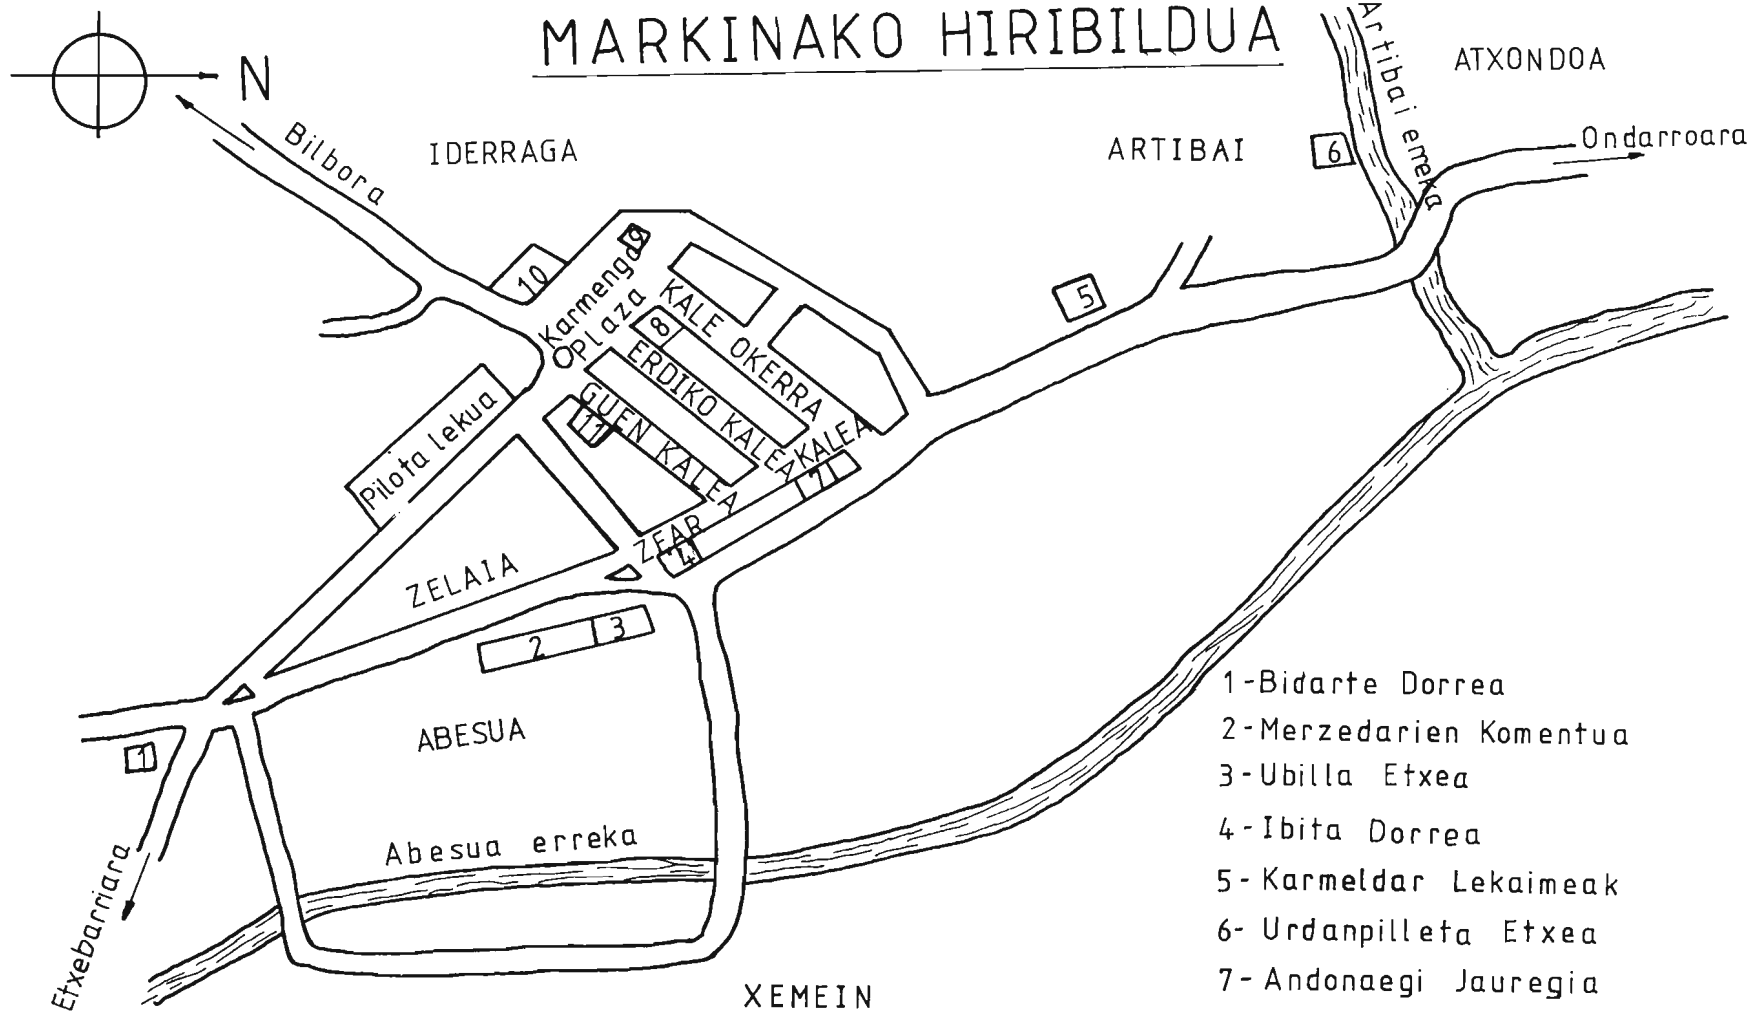 MARKINAKO HIRIBILDUA
N
Bilbora
IDERRAGA
ARTIBAI
Artibai erreka
ATXONDOA
Ondarroara
6
5
9
10
Karmengo
Plaza
8
KALE OKERRA
ERDIKO KALEA
GUEN KALEA
11
ZEAR KALEA
7
4
Pilota lekua
ZELAIA
2
3
1
ABESUA
Abesua erreka
Etxebarriara
XEMEIN
1-Bidarte Dorrea
2-Merzedarien Komentua
3-Ubilla Etxea
4-Ibita Dorrea
5-Karmeldar Lekaimeak
6-Urdanpilleta Etxea
7-Andonaegi Jauregia